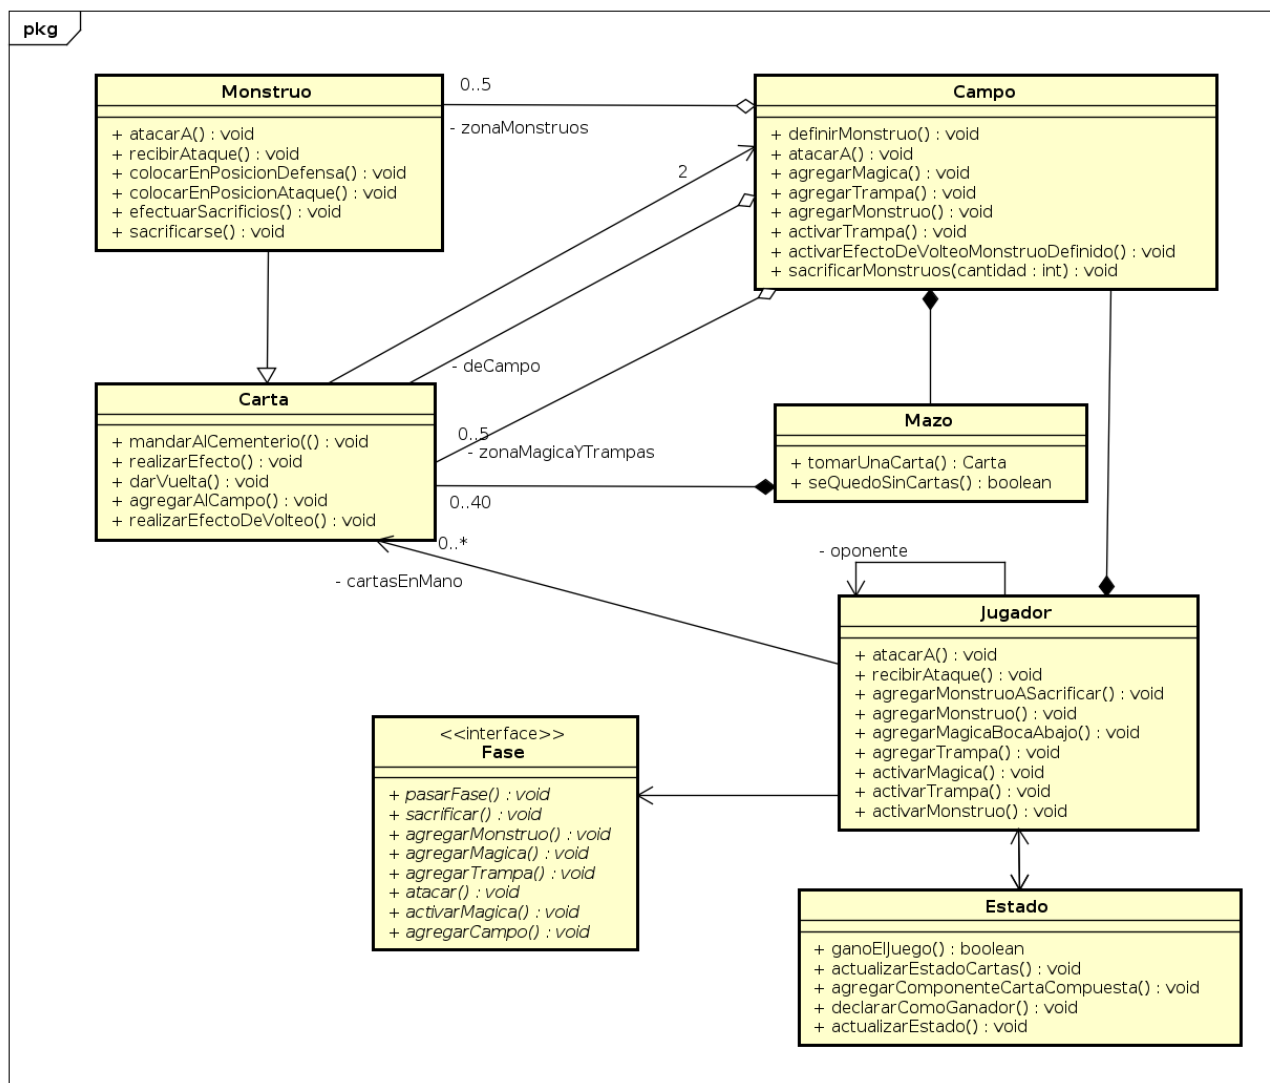 pkg
Monstruo
+ atacarA() : void
+ recibirAtaque() : void
+ colocarEnPosicionDefensa() : void
+ colocarEnPosicionAtaque() : void
+ efectuarSacrificios() : void
+ sacrificarse() : void
0..5
- zonaMonstruos
Campo
+ definirMonstruo() : void
+ atacarA() : void
+ agregarMagica() : void
+ agregarTrampa() : void
+ agregarMonstruo() : void
+ activarTrampa() : void
+ activarEfectoDeVolteoMonstruoDefinido() : void
+ sacrificarMonstruos(cantidad : int) : void
2
- deCampo
Carta
+ mandarAlCementerio(() : void
+ realizarEfecto() : void
+ darVuelta() : void
+ agregarAlCampo() : void
+ realizarEfectoDeVolteo() : void
0..5
- zonaMagicaYTrampas
0..40
0..*
- cartasEnMano
Mazo
+ tomarUnaCarta() : Carta
+ seQuedoSinCartas() : boolean
- oponente
Jugador
+ atacarA() : void
+ recibirAtaque() : void
+ agregarMonstruoASacrificar() : void
+ agregarMonstruo() : void
+ agregarMagicaBocaAbajo() : void
+ agregarTrampa() : void
+ activarMagica() : void
+ activarTrampa() : void
+ activarMonstruo() : void
<<interface>>
Fase
+ pasarFase() : void
+ sacrificar() : void
+ agregarMonstruo() : void
+ agregarMagica() : void
+ agregarTrampa() : void
+ atacar() : void
+ activarMagica() : void
+ agregarCampo() : void
Estado
+ ganoElJuego() : boolean
+ actualizarEstadoCartas() : void
+ agregarComponenteCartaCompuesta() : void
+ declararComoGanador() : void
+ actualizarEstado() : void